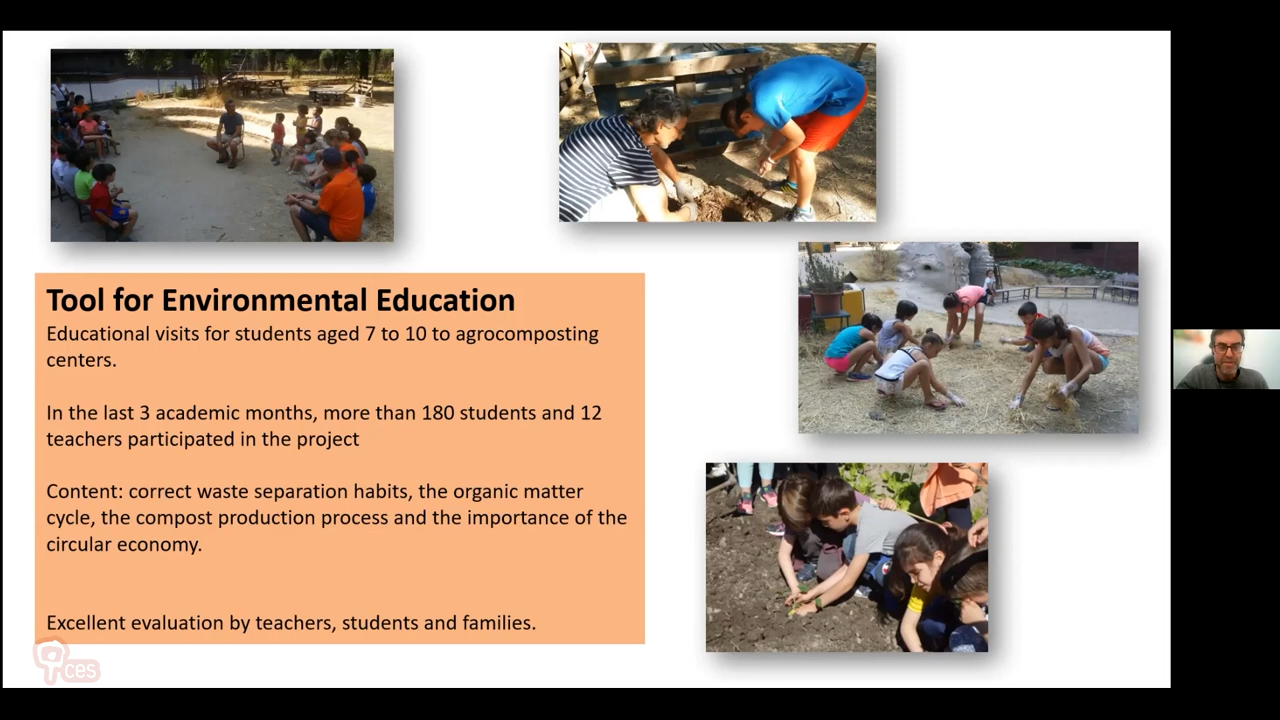 Tool for Environmental Education
Educational visits for students aged 7 to 10 to agrocomposting
centers.
In the last 3 academic months, more than 180 students and 12
teachers participated in the project
Content: correct waste separation habits, the organic matter
cycle, the compost production process and the importance of the
circular economy.
Excellent evaluation by teachers, students and families.
ces